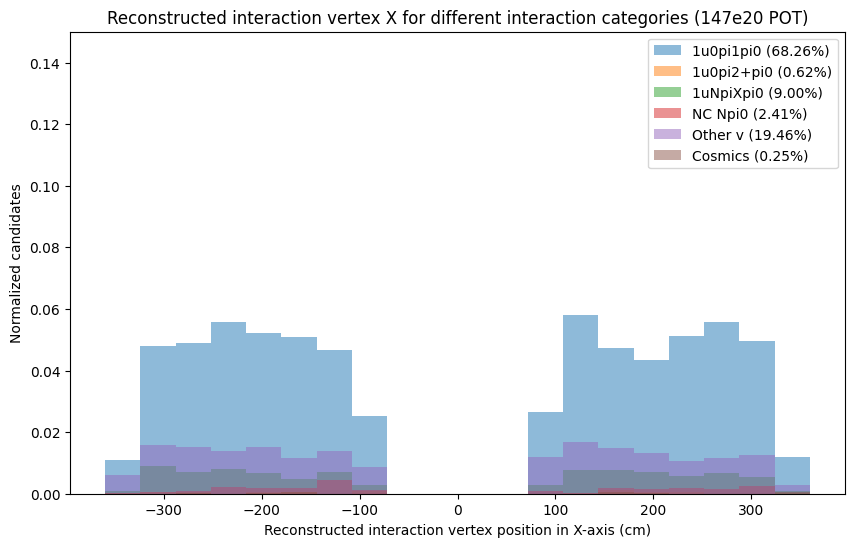 Reconstructed interaction vertex X for different interaction categories (147e20 POT)
1u0pi1pi0 (68.26%)
1u0pi2+pi0 (0.62%)
1uNpiXpi0 (9.00%)
NC Npi0 (2.41%)
Other v (19.46%)
Cosmics (0.25%)
Normalized candidates
0.14
0.12
0.10
0.08
0.06
0.04
0.02
0.00
−300
−200
−100
0
100
200
300
Reconstructed interaction vertex position in X-axis (cm)